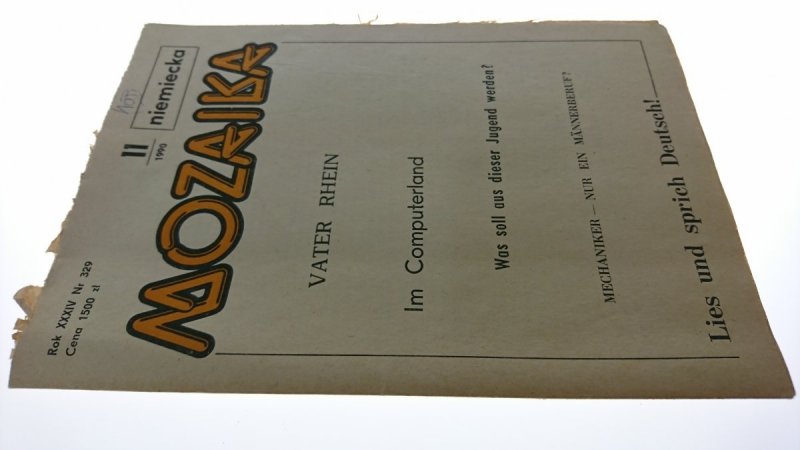 Rok XXXIV Nr 329
Cena 1500 zł
11
1990
niemiecka
MOZAIKA
VATER RHEIN
Im Computerland
Was soll aus dieser Jugend werden?
MECHANIKER – NUR EIN MÄNNERBERUF?
Lies und sprich Deutsch!